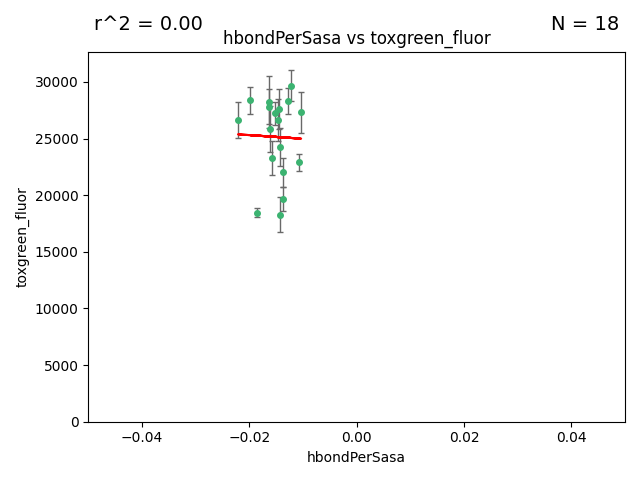 r^2 = 0.00
N = 18
hbondPerSasa vs toxgreen_fluor
30000
25000
20000
15000
10000
5000
0
toxgreen_fluor
−0.04
−0.02
0.00
0.02
0.04
hbondPerSasa